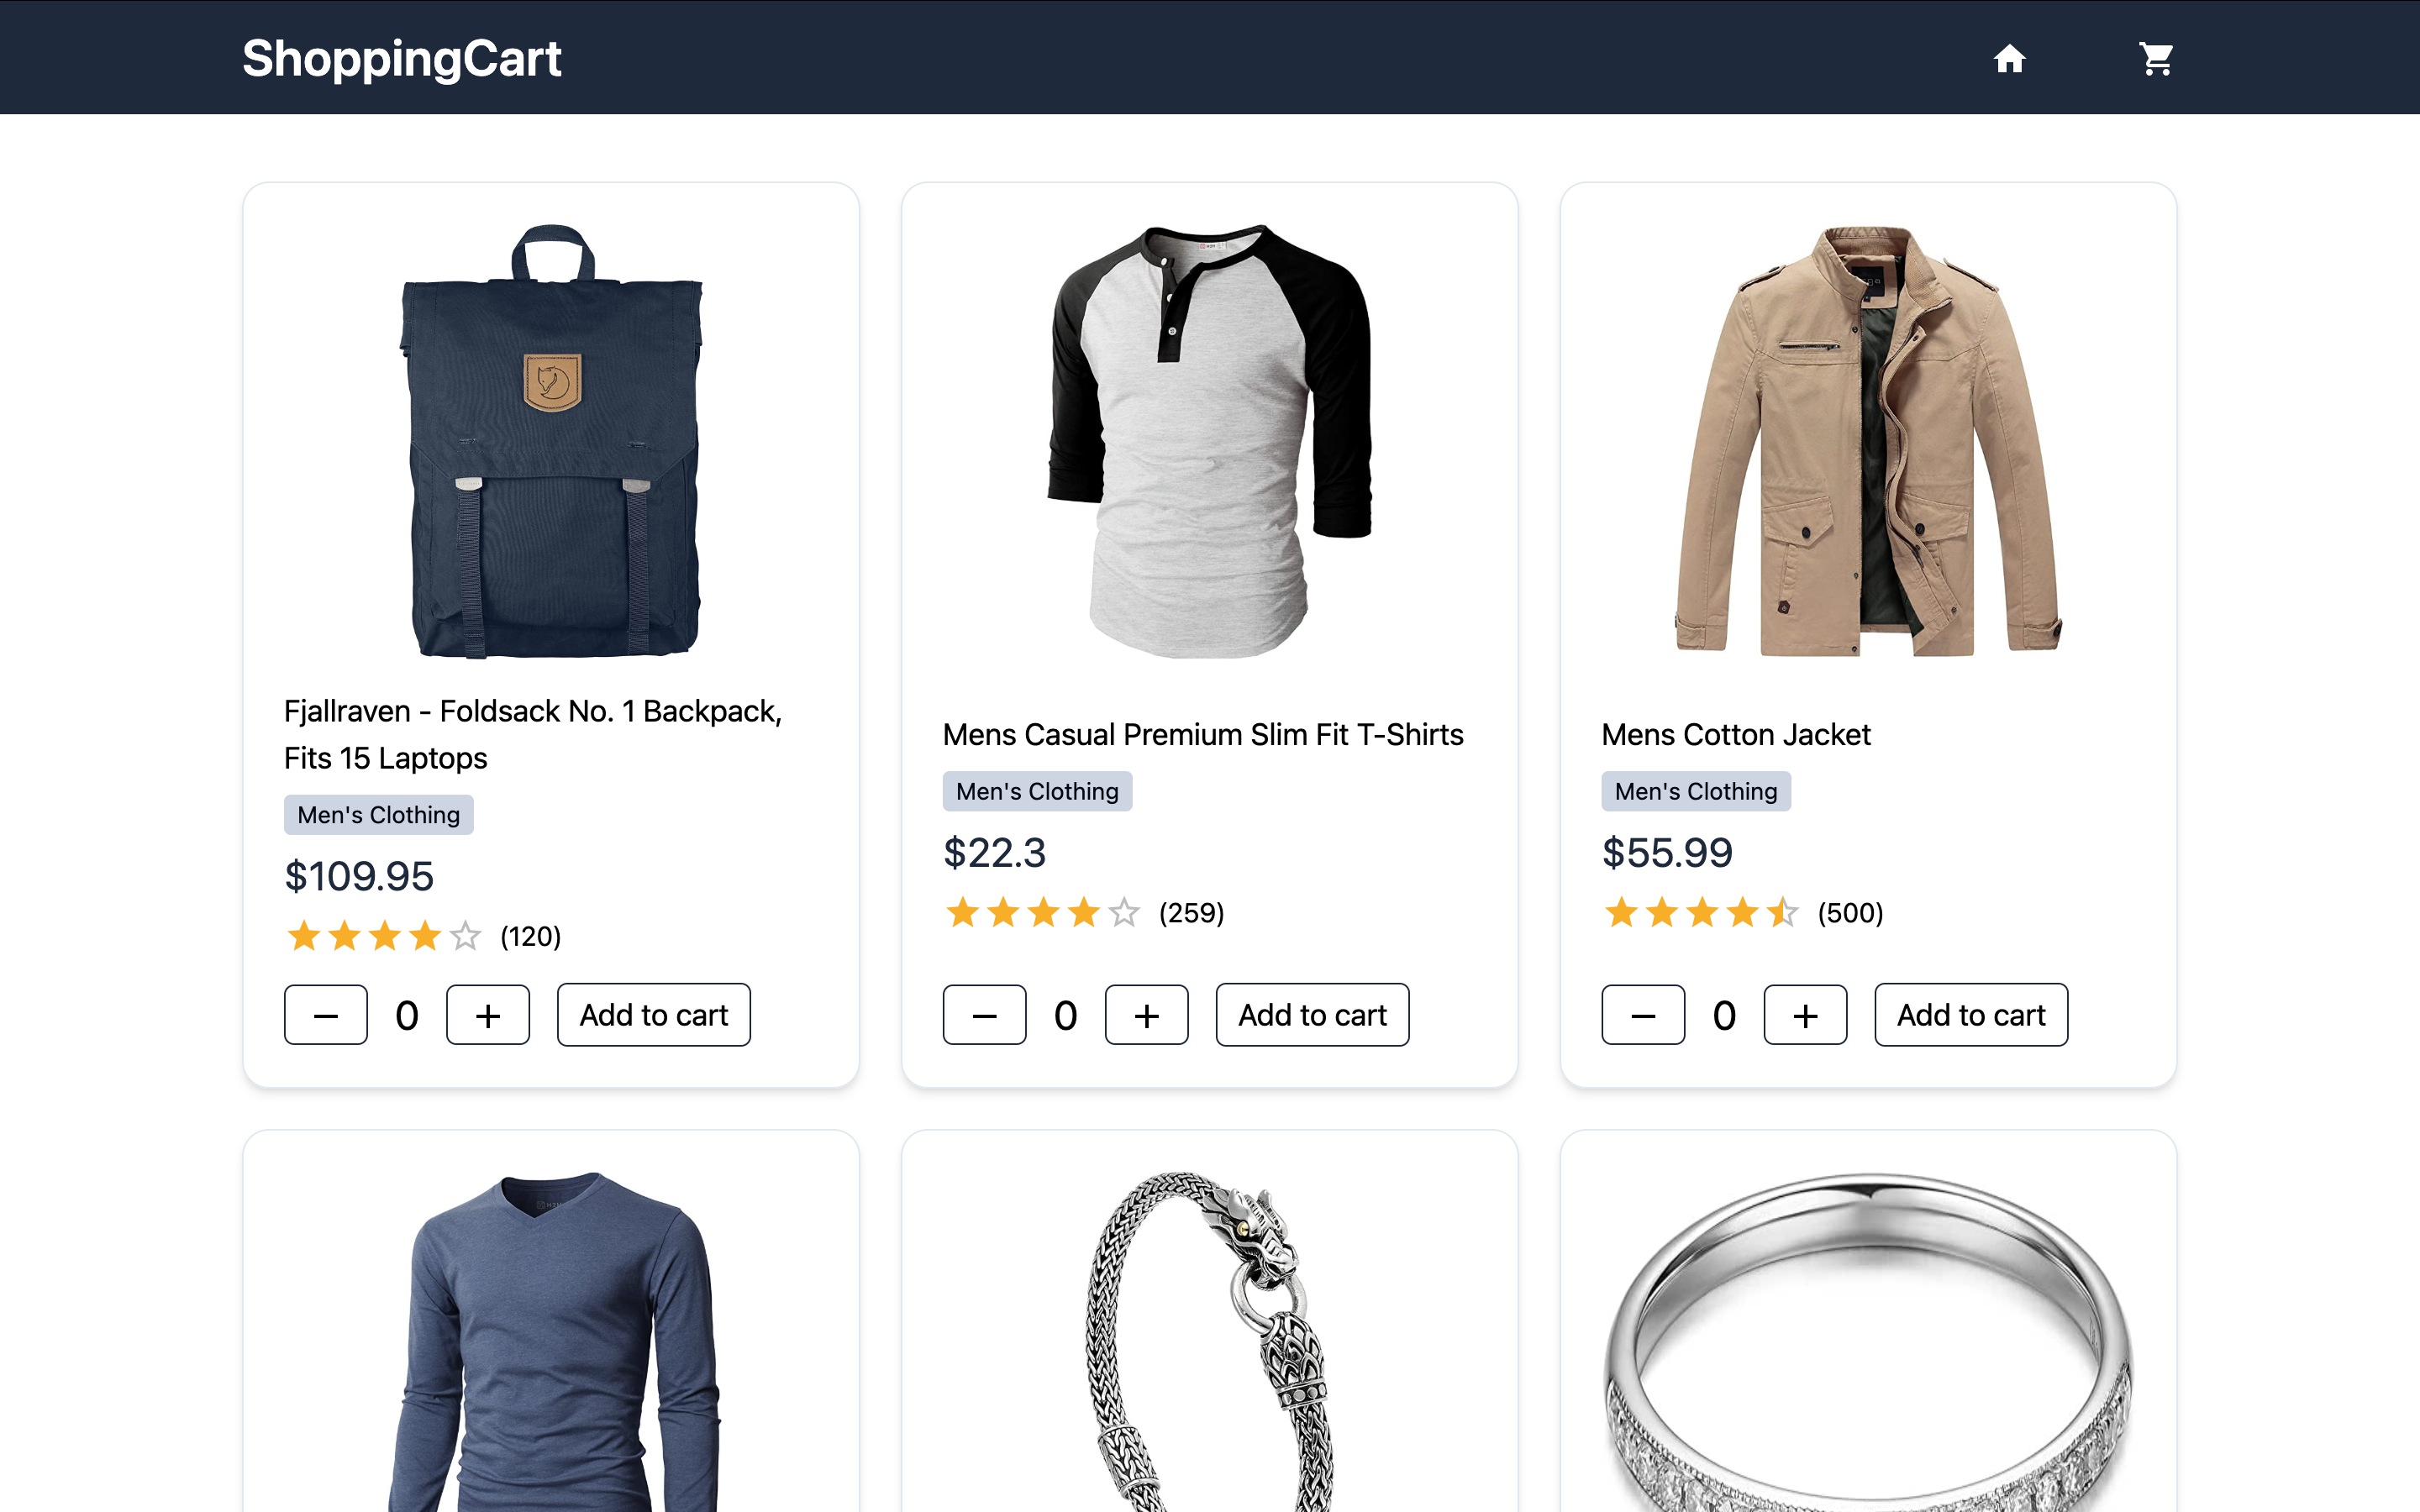 ShoppingCart
Fjallraven - Foldsack No. 1 Backpack,
Fits 15 Laptops
Men's Clothing
$109.95
(120)
0
Add to cart
Mens Casual Premium Slim Fit T-Shirts
Men's Clothing
$22.3
(259)
0
Add to cart
Mens Cotton Jacket
Men's Clothing
$55.99
(500)
0
Add to cart